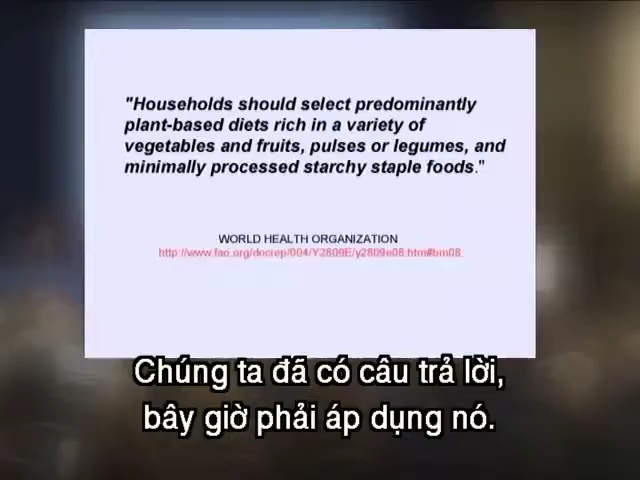 "Households should select predominantly
plant-based diets rich in a variety of
vegetables and fruits, pulses or legumes, and
minimally processed starchy staple foods."
WORLD HEALTH ORGANIZATION
http://www.fao.org/docrep/004/Y2809E/y2809e08.htm#bm08.
Chúng ta đã có câu trả lời,
bây giờ phải áp dụng nó.